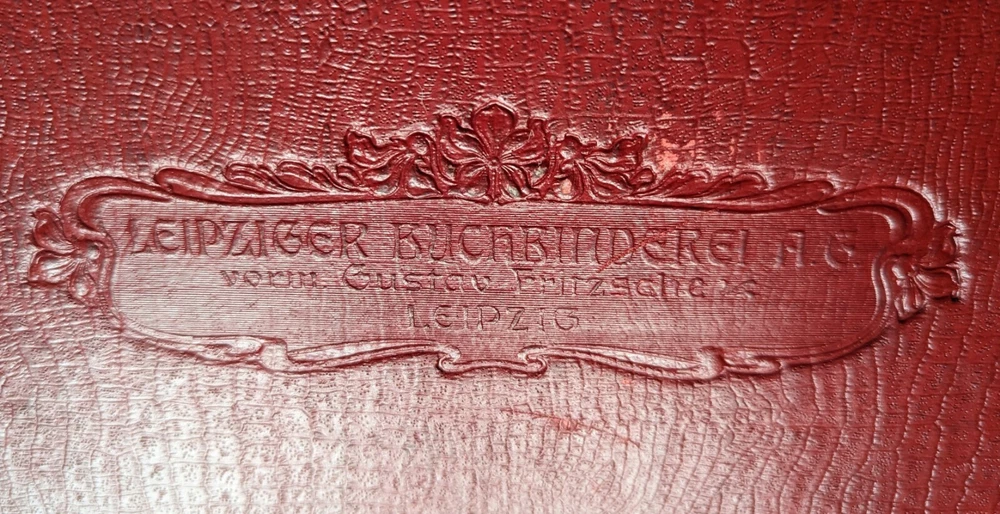 LEIPZIGER BUCHBINDEREI A.G.
vorm. Gustav Fritzsche
LEIPZIG